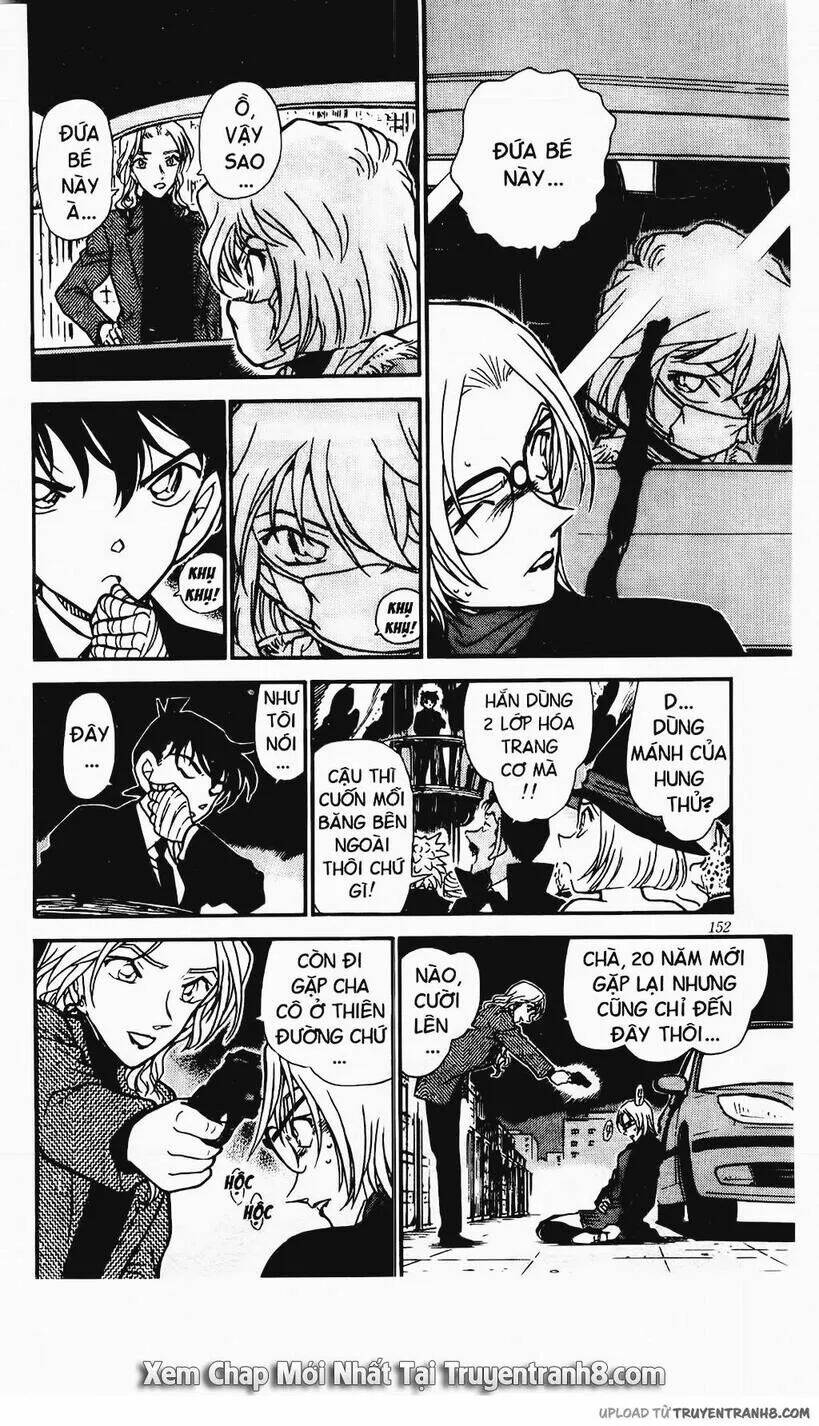 ĐỨA BÉ
NÀY...
Ồ,
VẬY
SAO
...
ĐỨA
BÉ
NÀY
À...
KHỤ
KHỤ!
KHỤ
KHỤ!
D...
DÙNG
MÁNH CỦA
HUNG
THỦ?
HẮN DÙNG
2 LỚP HÓA
TRANG
CƠ MÀ
!!
CẬU THÌ
CUỐN MỖI
BĂNG BÊN
NGOÀI
THÔI CHỨ
GÌ!
NHƯ
TÔI
NÓI
...
ĐÂY
...
152
CHÀ, 20 NĂM MỚI
GẶP LẠI NHƯNG
CŨNG CHỈ ĐẾN
ĐÂY THÔI...
NÀO,
CƯỜI
LÊN
...
CÒN ĐI
GẶP CHA
CÔ Ở THIÊN
ĐƯỜNG CHỨ
...
HỘC
HỘC
Xem Chap Mới Nhất Tại Truyentranh8.com
UPLOAD TỪ TRUYENTRANH8.COM